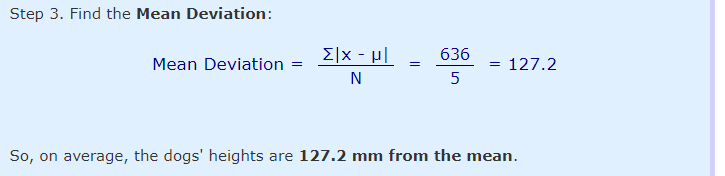 Step 3. Find the Mean Deviation:
Mean Deviation = Σ|x - μ| / N = 636 / 5 = 127.2
So, on average, the dogs' heights are 127.2 mm from the mean.